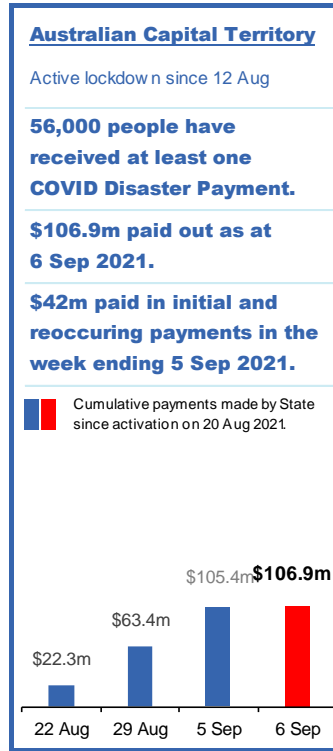 Australian Capital Territory
Active lockdown since 12 Aug
56,000 people have
received at least one
COVID Disaster Payment.
$106.9m paid out as at
6 Sep 2021.
$42m paid in initial and
reoccuring payments in the
week ending 5 Sep 2021.
Cumulative payments made by State
since activation on 20 Aug 2021.
$105.4m $106.9m
$63.4m
$22.3m
22 Aug 29 Aug 5 Sep 6 Sep